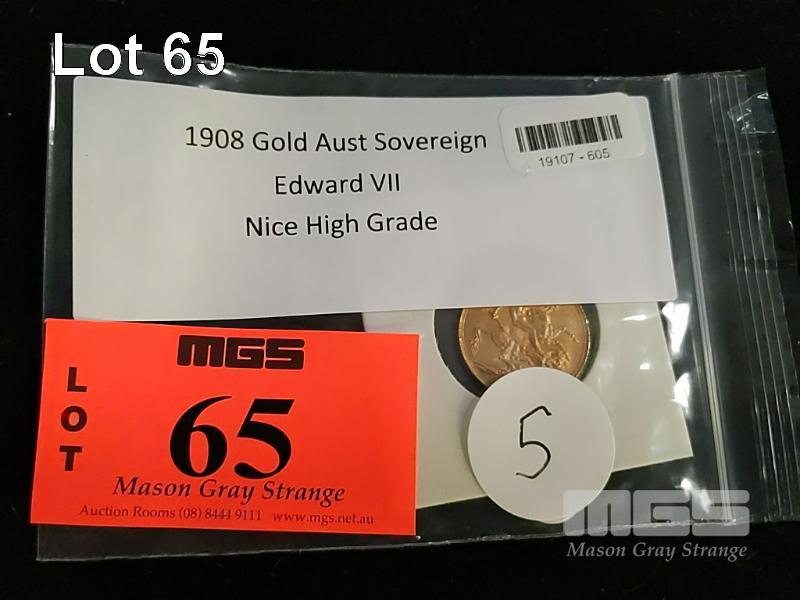 Lot 65
1908 Gold Aust Sovereign
Edward VII
Nice High Grade
19107 - 605
MGS
LOT
65
Mason Gray Strange
Auction Rooms (08) 8444 9111 www.mgs.net.au
5
MGS
Mason Gray Strange